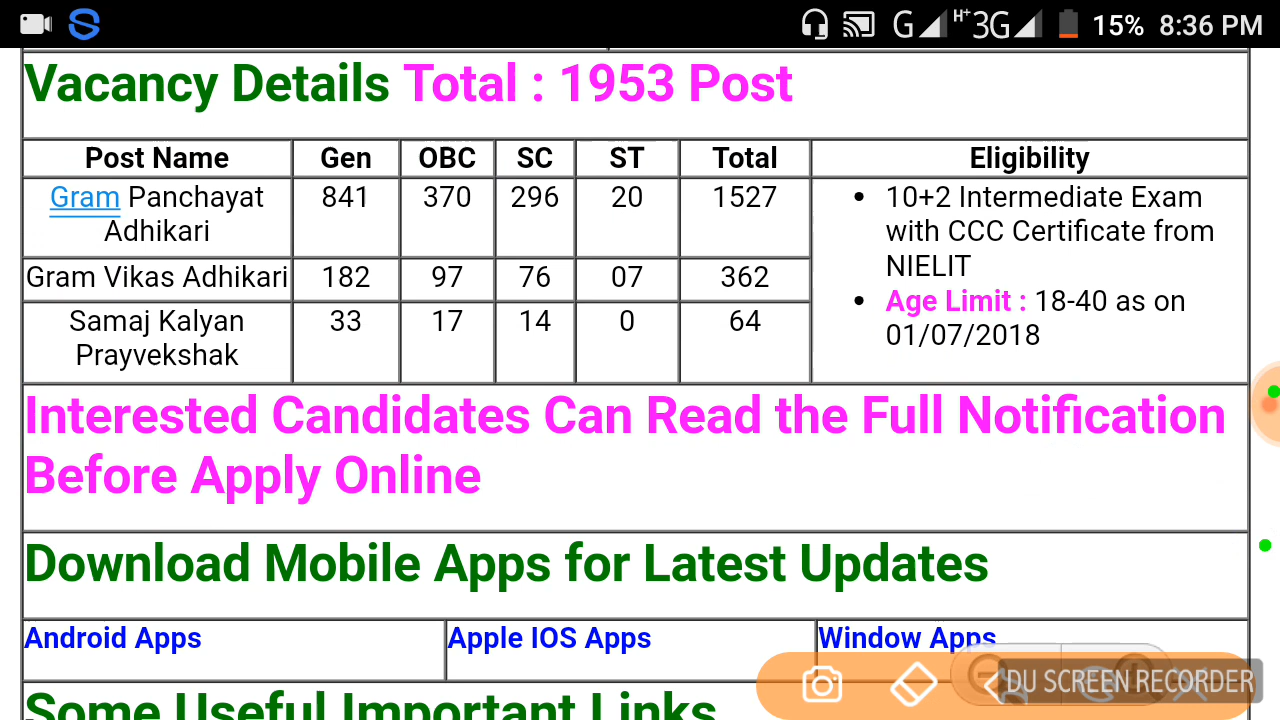 G H+ 3G 15% 8:36 PM
Vacancy Details Total : 1953 Post
Post Name Gen OBC SC ST Total Eligibility
Gram Panchayat
Adhikari
841 370 296 20 1527
Gram Vikas Adhikari 182 97 76 07 362
Samaj Kalyan
Prayvekshak
33 17 14 0 64
• 10+2 Intermediate Exam
with CCC Certificate from
NIELIT
• Age Limit : 18-40 as on
01/07/2018
Interested Candidates Can Read the Full Notification
Before Apply Online
Download Mobile Apps for Latest Updates
Android Apps Apple IOS Apps Window Apps
DU SCREEN RECORDER
Some Useful Important Links